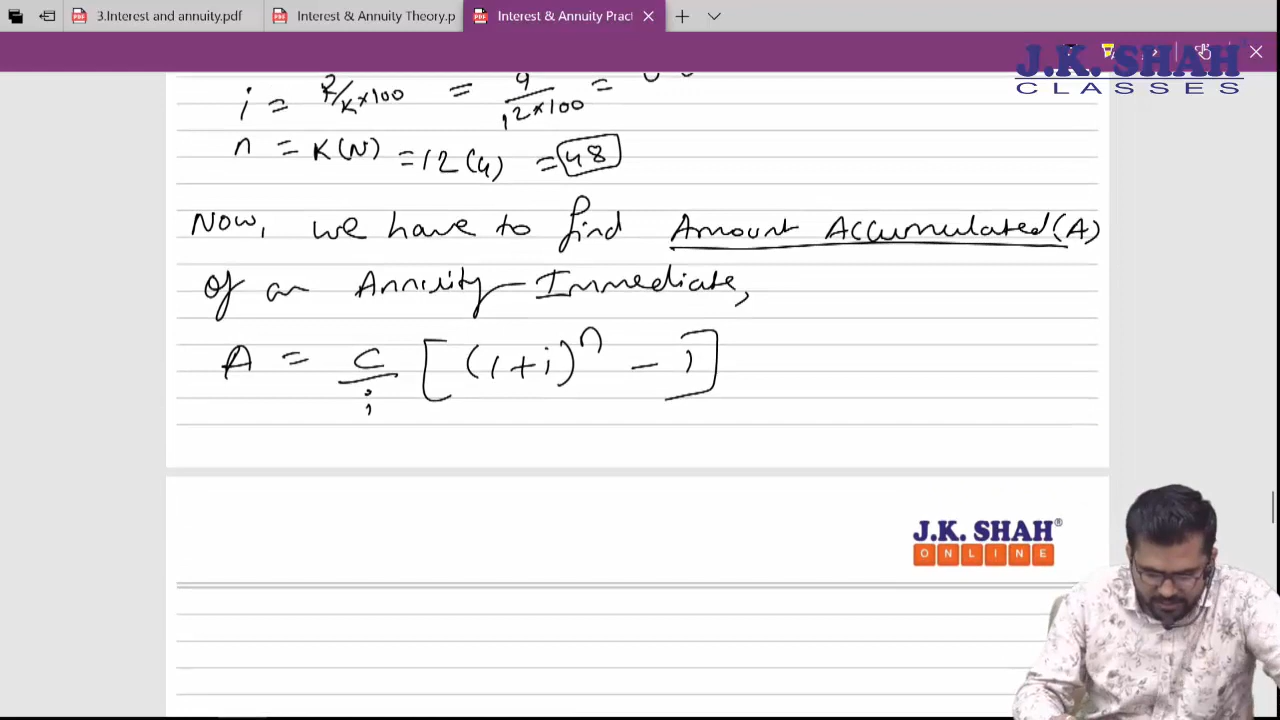 3.Interest and annuity.pdf
Interest & Annuity Theory.p
Interest & Annuity Pract
J.K. SHAH
CLASSES
i = R/K×100 = 9/12×100 =
n = K(N) = 12(4) = 48
Now, we have to find Amount Accumulated(A)
of an Annuity-Immediate,
A = C/i [(1+i)^n - 1]
J.K. SHAH®
ONLINE